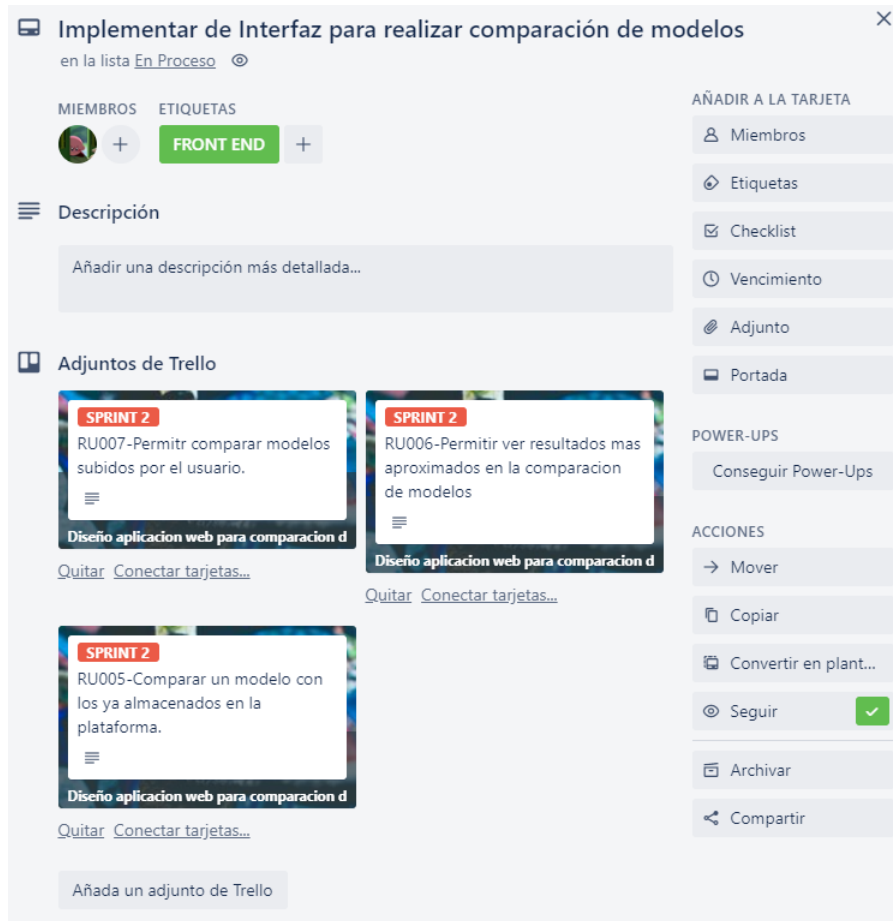 Implementar de Interfaz para realizar comparación de modelos
en la lista En Proceso
MIEMBROS
ETIQUETAS
FRONT END
Descripción
Añadir una descripción más detallada...
Adjuntos de Trello
SPRINT 2
RU007-Permitr comparar modelos
subidos por el usuario.
Diseño aplicacion web para comparacion d
Quitar Conectar tarjetas...
SPRINT 2
RU006-Permitir ver resultados mas
aproximados en la comparacion
de modelos
Diseño aplicacion web para comparacion d
Quitar Conectar tarjetas...
SPRINT 2
RU005-Comparar un modelo con
los ya almacenados en la
plataforma.
Diseño aplicacion web para comparacion d
Quitar Conectar tarjetas...
Añada un adjunto de Trello
AÑADIR A LA TARJETA
Miembros
Etiquetas
Checklist
Vencimiento
Adjunto
Portada
POWER-UPS
Conseguir Power-Ups
ACCIONES
Mover
Copiar
Convertir en plant...
Seguir
Archivar
Compartir